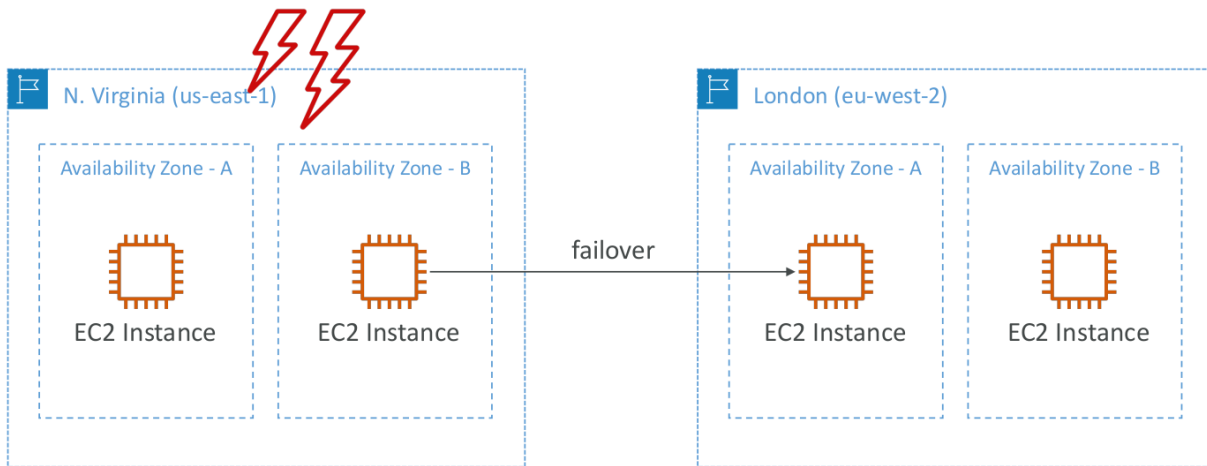 N. Virginia (us-east-1)
Availability Zone - A
Availability Zone - B
EC2 Instance
EC2 Instance
failover
London (eu-west-2)
Availability Zone - A
Availability Zone - B
EC2 Instance
EC2 Instance